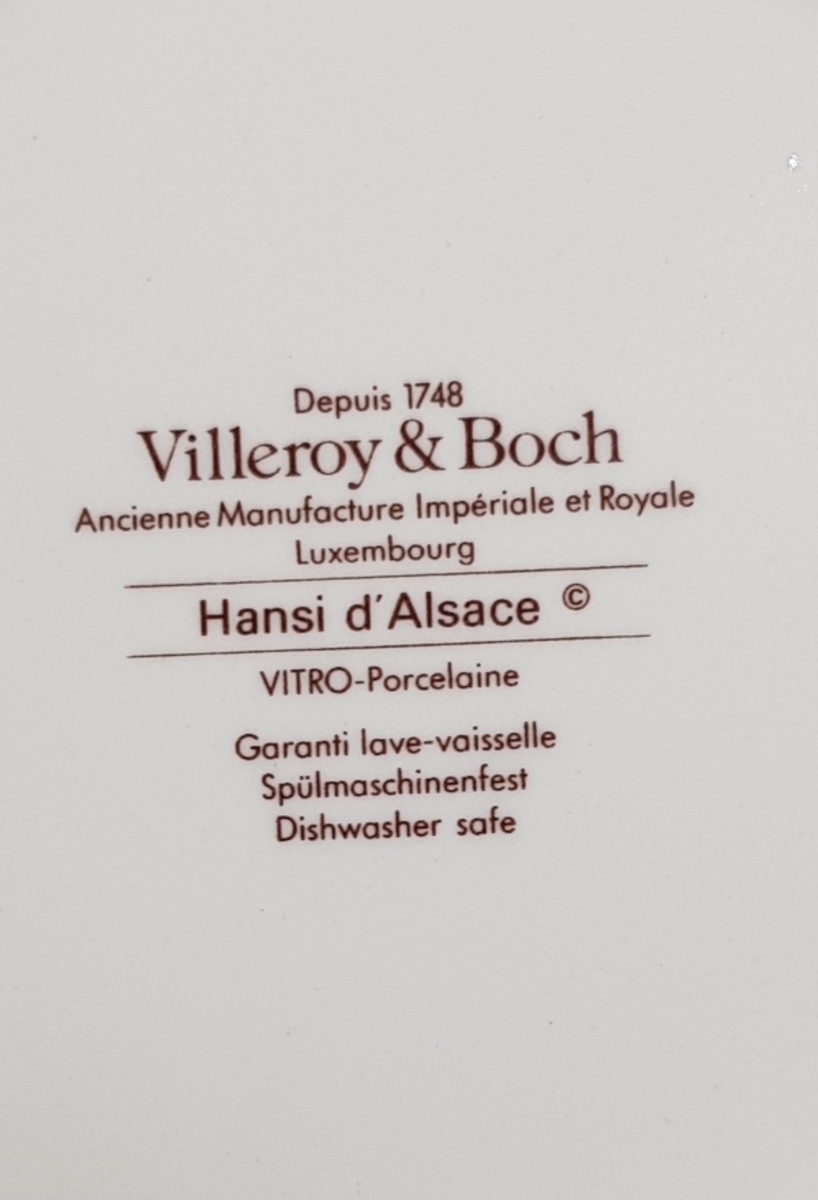 Depuis 1748
Villeroy & Boch
Ancienne Manufacture Impériale et Royale
Luxembourg
Hansi d'Alsace ©
VITRO-Porcelaine
Garanti lave-vaisselle
Spülmaschinenfest
Dishwasher safe